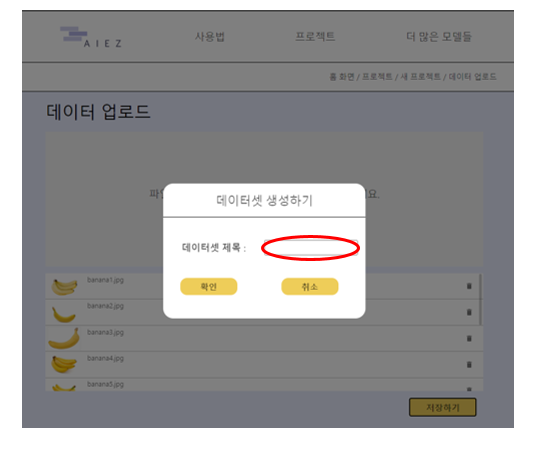 AIEZ
사용법
프로젝트
더 많은 모델들
홈 화면 / 프로젝트 / 새 프로젝트 / 데이터 업로드
데이터 업로드
파
요.
데이터셋 생성하기
데이터셋 제목 :
확인
취소
banana1.jpg
banana2.jpg
banana3.jpg
banana4.jpg
banana5.jpg
저장하기